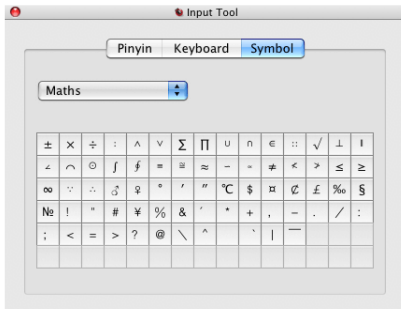 Input Tool
Pinyin Keyboard Symbol
Maths
± × ÷ : ∧ ∨ Σ Π ∪ ∩ ∈ :: √ ⊥ ∥
∠ ⌒ ⊙ ∫ ∮ ≡ ≌ ≈ ≠ < > ≤ ≥
∞ ∵ ∴ ♂ ♀ ° ′ ″ ℃ $ ¤ ₡ £ ‰ §
№ ! " # ¥ % & ´ * + , – . / :
; < = > ? @ \ ^ ` | ‾